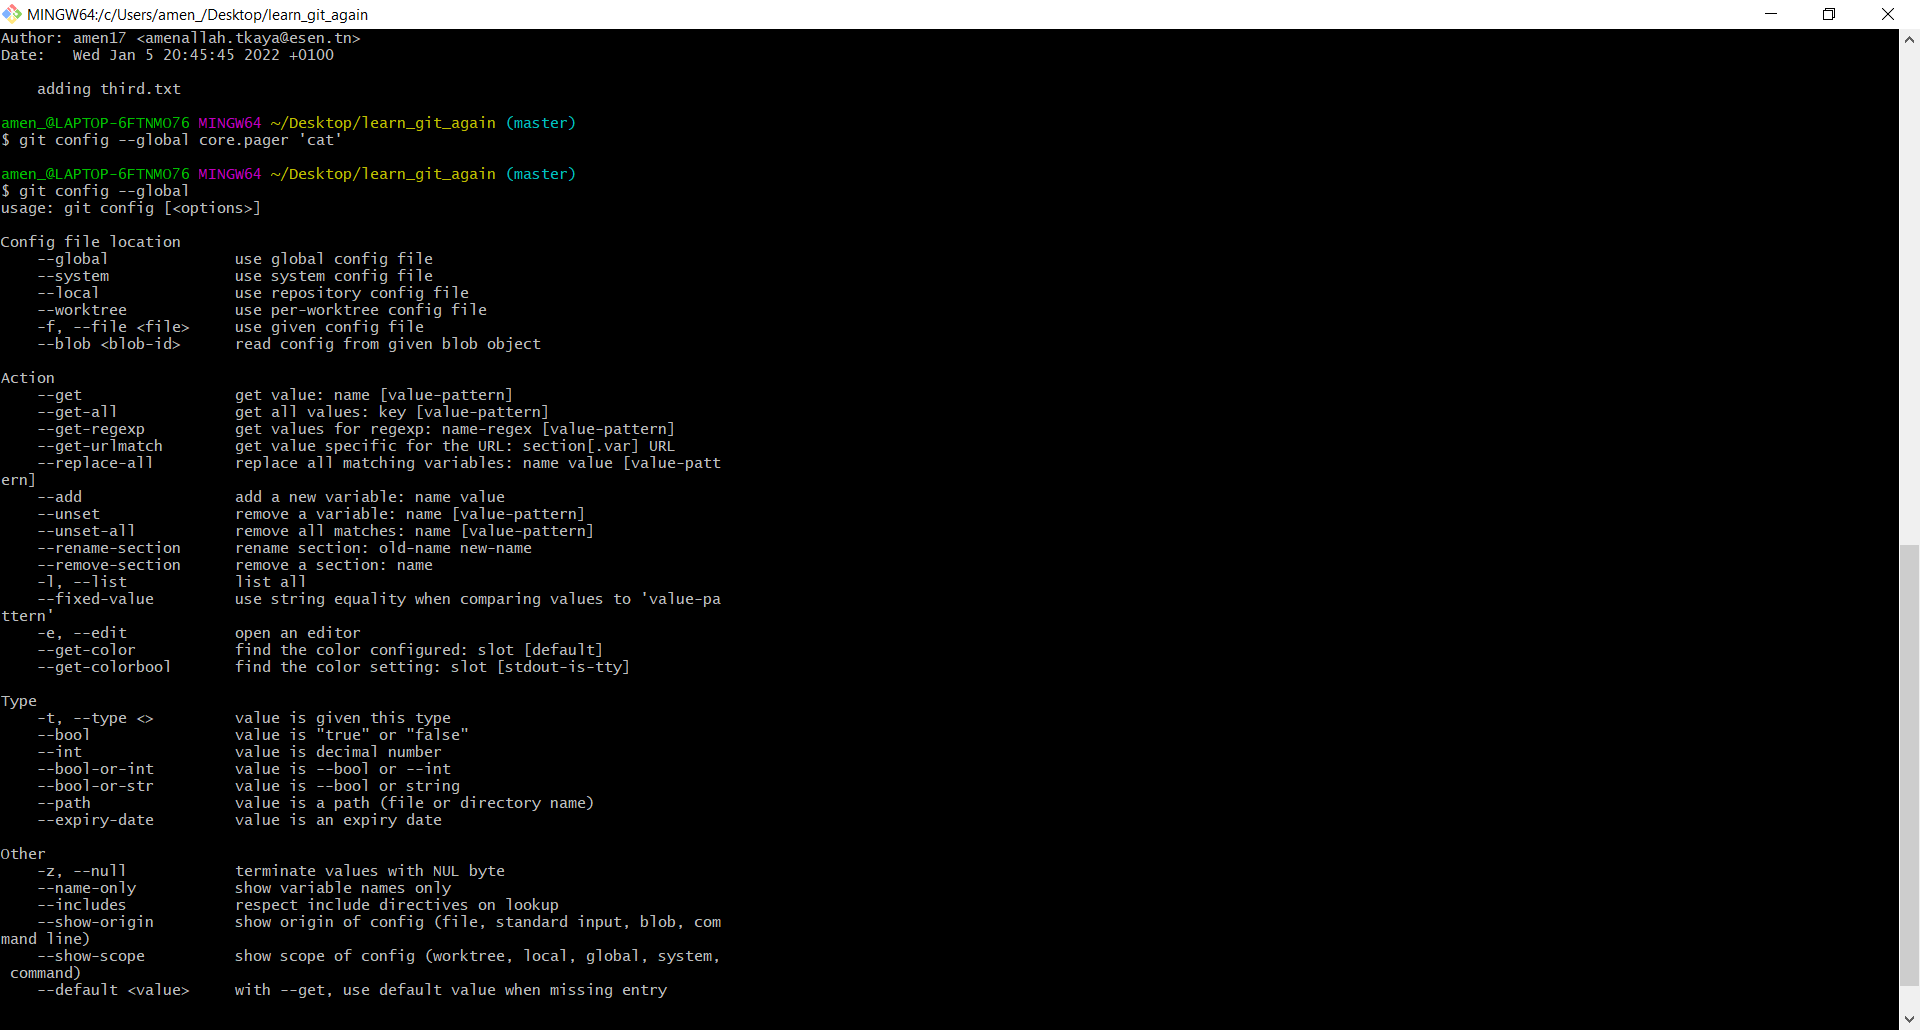 MINGW64:/c/Users/amen_/Desktop/learn_git_again
Author: amen17 <amenallah.tkaya@esen.tn>
Date:   Wed Jan 5 20:45:45 2022 +0100
    adding third.txt
amen_@LAPTOP-6FTNMO76 MINGW64 ~/Desktop/learn_git_again (master)
$ git config --global core.pager 'cat'
amen_@LAPTOP-6FTNMO76 MINGW64 ~/Desktop/learn_git_again (master)
$ git config --global
usage: git config [<options>]
Config file location
    --global              use global config file
    --system              use system config file
    --local               use repository config file
    --worktree            use per-worktree config file
    -f, --file <file>     use given config file
    --blob <blob-id>      read config from given blob object
Action
    --get                 get value: name [value-pattern]
    --get-all             get all values: key [value-pattern]
    --get-regexp          get values for regexp: name-regex [value-pattern]
    --get-urlmatch        get value specific for the URL: section[.var] URL
    --replace-all         replace all matching variables: name value [value-patt
ern]
    --add                 add a new variable: name value
    --unset               remove a variable: name [value-pattern]
    --unset-all           remove all matches: name [value-pattern]
    --rename-section      rename section: old-name new-name
    --remove-section      remove a section: name
    -l, --list            list all
    --fixed-value         use string equality when comparing values to 'value-pa
ttern'
    -e, --edit            open an editor
    --get-color           find the color configured: slot [default]
    --get-colorbool       find the color setting: slot [stdout-is-tty]
Type
    -t, --type <>         value is given this type
    --bool                value is "true" or "false"
    --int                 value is decimal number
    --bool-or-int         value is --bool or --int
    --bool-or-str         value is --bool or string
    --path                value is a path (file or directory name)
    --expiry-date         value is an expiry date
Other
    -z, --null            terminate values with NUL byte
    --name-only           show variable names only
    --includes            respect include directives on lookup
    --show-origin         show origin of config (file, standard input, blob, com
mand line)
    --show-scope          show scope of config (worktree, local, global, system,
 command)
    --default <value>     with --get, use default value when missing entry